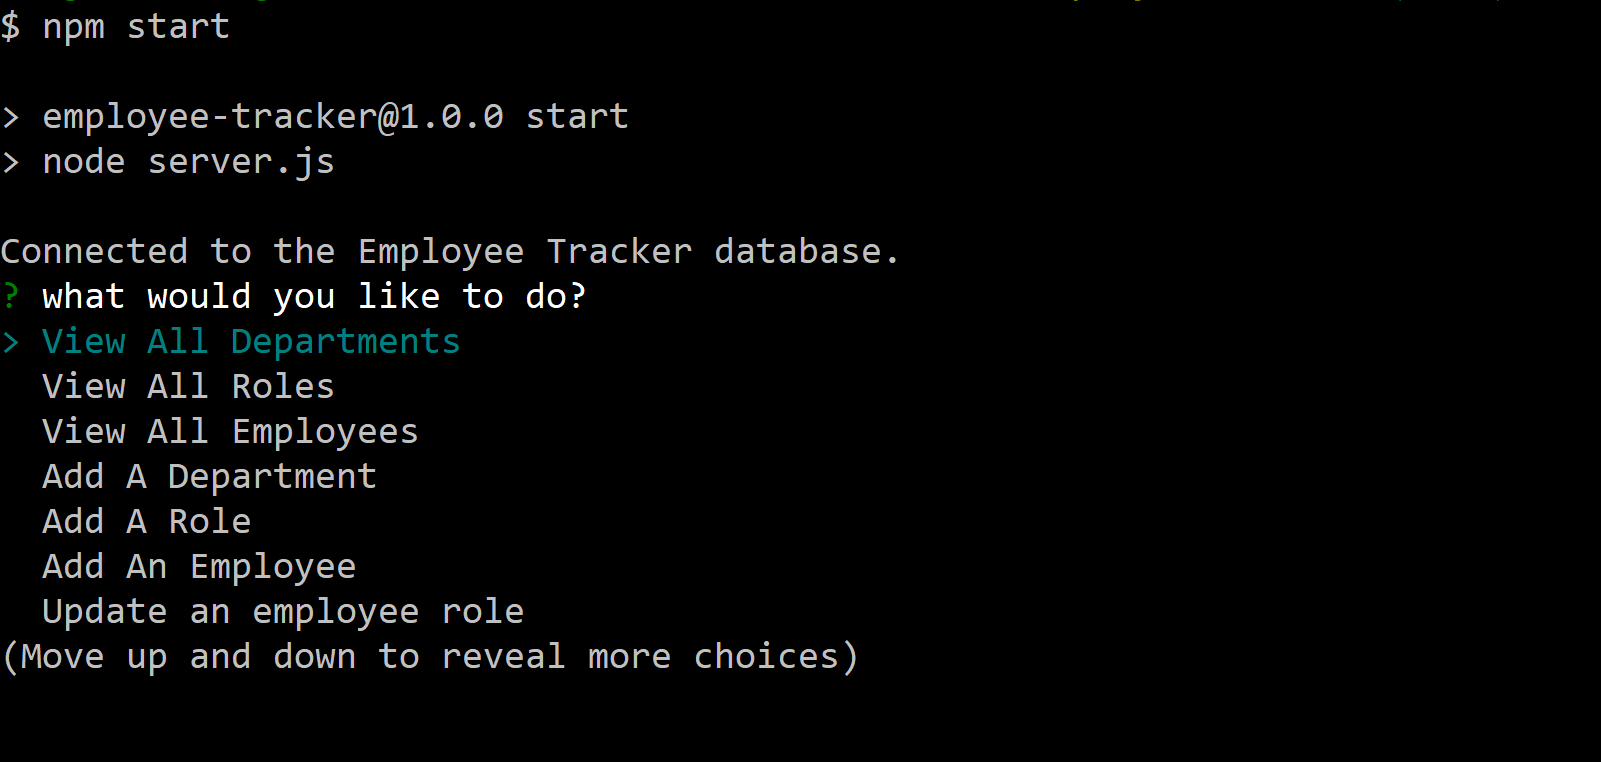 $ npm start
> employee-tracker@1.0.0 start
> node server.js
Connected to the Employee Tracker database.
? what would you like to do?
> View All Departments
View All Roles
View All Employees
Add A Department
Add A Role
Add An Employee
Update an employee role
(Move up and down to reveal more choices)